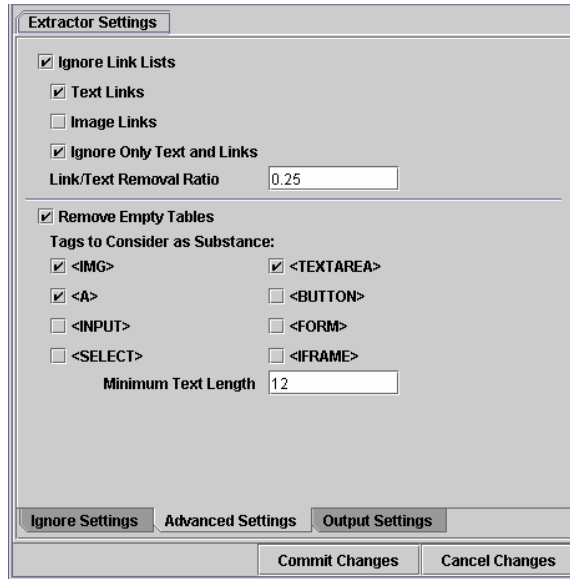 Extractor Settings
Ignore Link Lists
Text Links
Image Links
Ignore Only Text and Links
Link/Text Removal Ratio 0.25
Remove Empty Tables
Tags to Consider as Substance:
<IMG> <TEXTAREA>
<A> <BUTTON>
<INPUT> <FORM>
<SELECT> <IFRAME>
Minimum Text Length 12
Ignore Settings Advanced Settings Output Settings
Commit Changes Cancel Changes